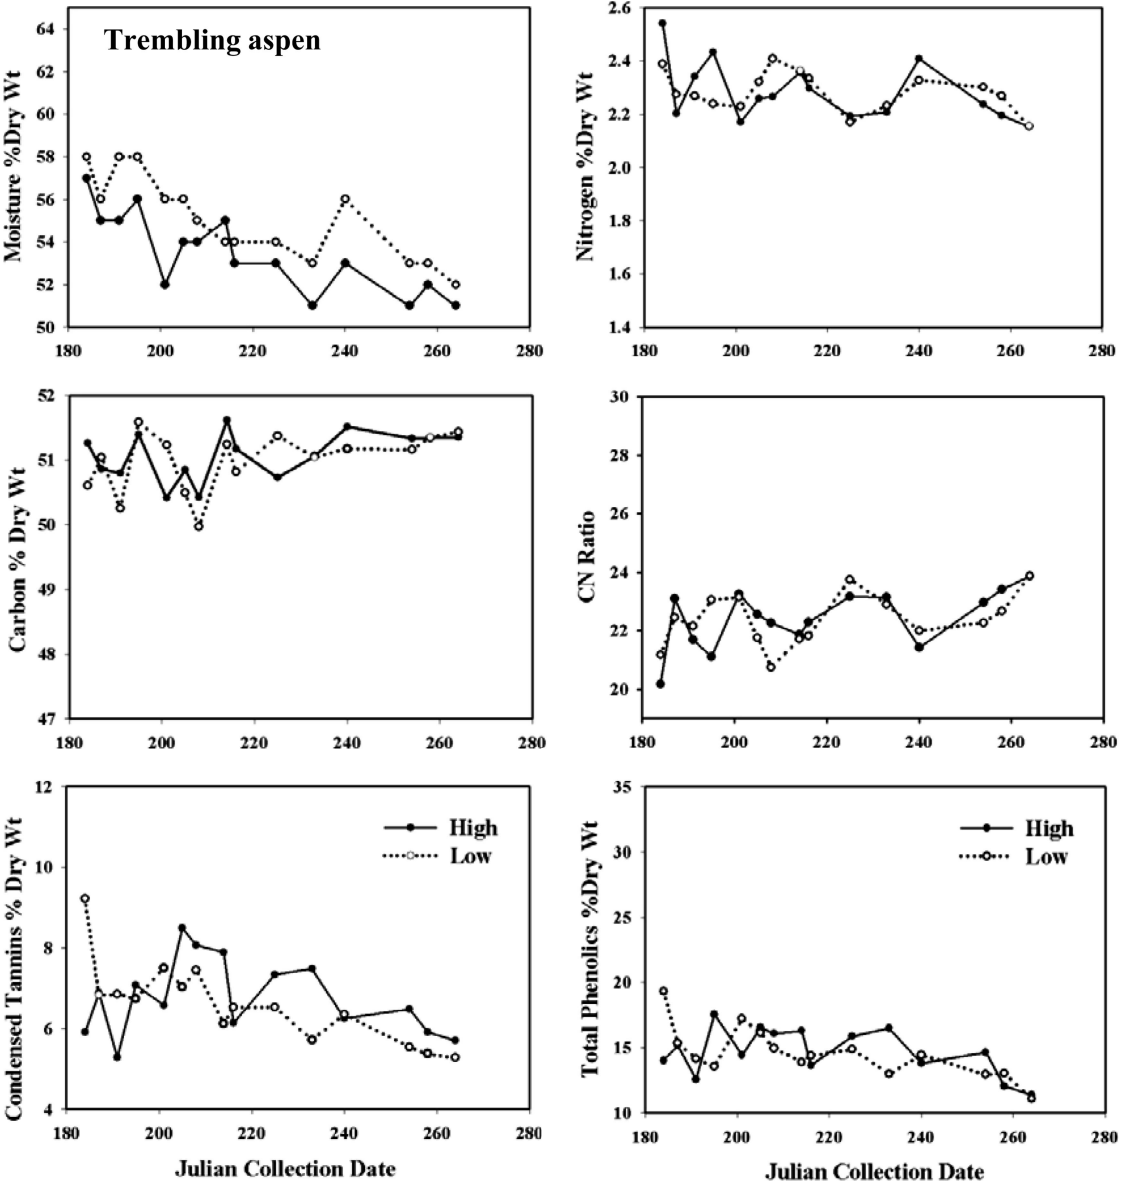 Trembling aspen
Moisture %Dry Wt
64
62
60
58
56
54
52
50
180 200 220 240 260 280
Nitrogen %Dry Wt
2.6
2.4
2.2
2.0
1.8
1.6
1.4
180 200 220 240 260 280
Carbon % Dry Wt
52
51
50
49
48
47
180 200 220 240 260 280
CN Ratio
30
28
26
24
22
20
180 200 220 240 260 280
Condensed Tannins % Dry Wt
12
10
8
6
4
High
Low
180 200 220 240 260 280
Julian Collection Date
Total Phenolics %Dry Wt
35
30
25
20
15
10
High
Low
180 200 220 240 260 280
Julian Collection Date